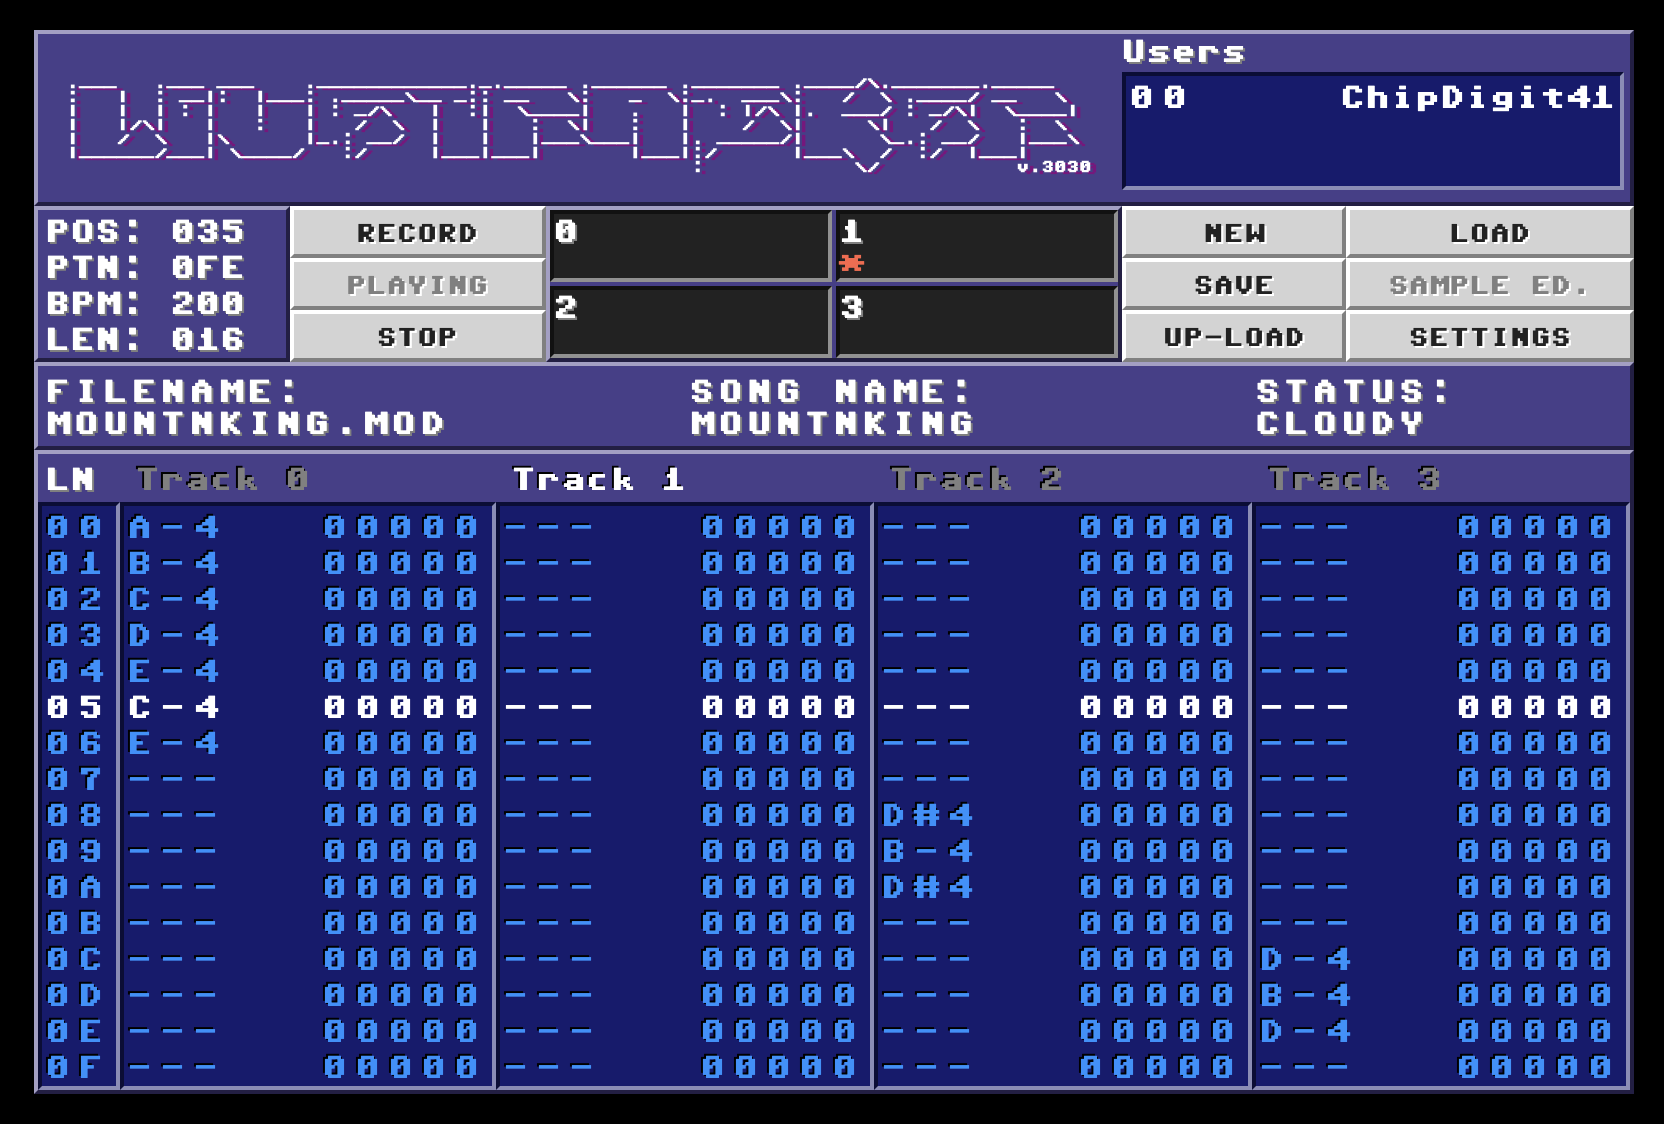 v.3030
Users
00 ChipDigit41
POS: 035
PTN: 0FE
BPM: 200
LEN: 016
RECORD
PLAYING
STOP
0
1
*
2
3
NEW
LOAD
SAVE
SAMPLE ED.
UP-LOAD
SETTINGS
FILENAME:
MOUNTNKING.MOD
SONG NAME:
MOUNTNKING
STATUS:
CLOUDY
LN Track 0 Track 1 Track 2 Track 3
00 A-4 00000 --- 00000 --- 00000 --- 00000
01 B-4 00000 --- 00000 --- 00000 --- 00000
02 C-4 00000 --- 00000 --- 00000 --- 00000
03 D-4 00000 --- 00000 --- 00000 --- 00000
04 E-4 00000 --- 00000 --- 00000 --- 00000
05 C-4 00000 --- 00000 --- 00000 --- 00000
06 E-4 00000 --- 00000 --- 00000 --- 00000
07 --- 00000 --- 00000 --- 00000 --- 00000
08 --- 00000 --- 00000 D#4 00000 --- 00000
09 --- 00000 --- 00000 B-4 00000 --- 00000
0A --- 00000 --- 00000 D#4 00000 --- 00000
0B --- 00000 --- 00000 --- 00000 --- 00000
0C --- 00000 --- 00000 --- 00000 D-4 00000
0D --- 00000 --- 00000 --- 00000 B-4 00000
0E --- 00000 --- 00000 --- 00000 D-4 00000
0F --- 00000 --- 00000 --- 00000 --- 00000